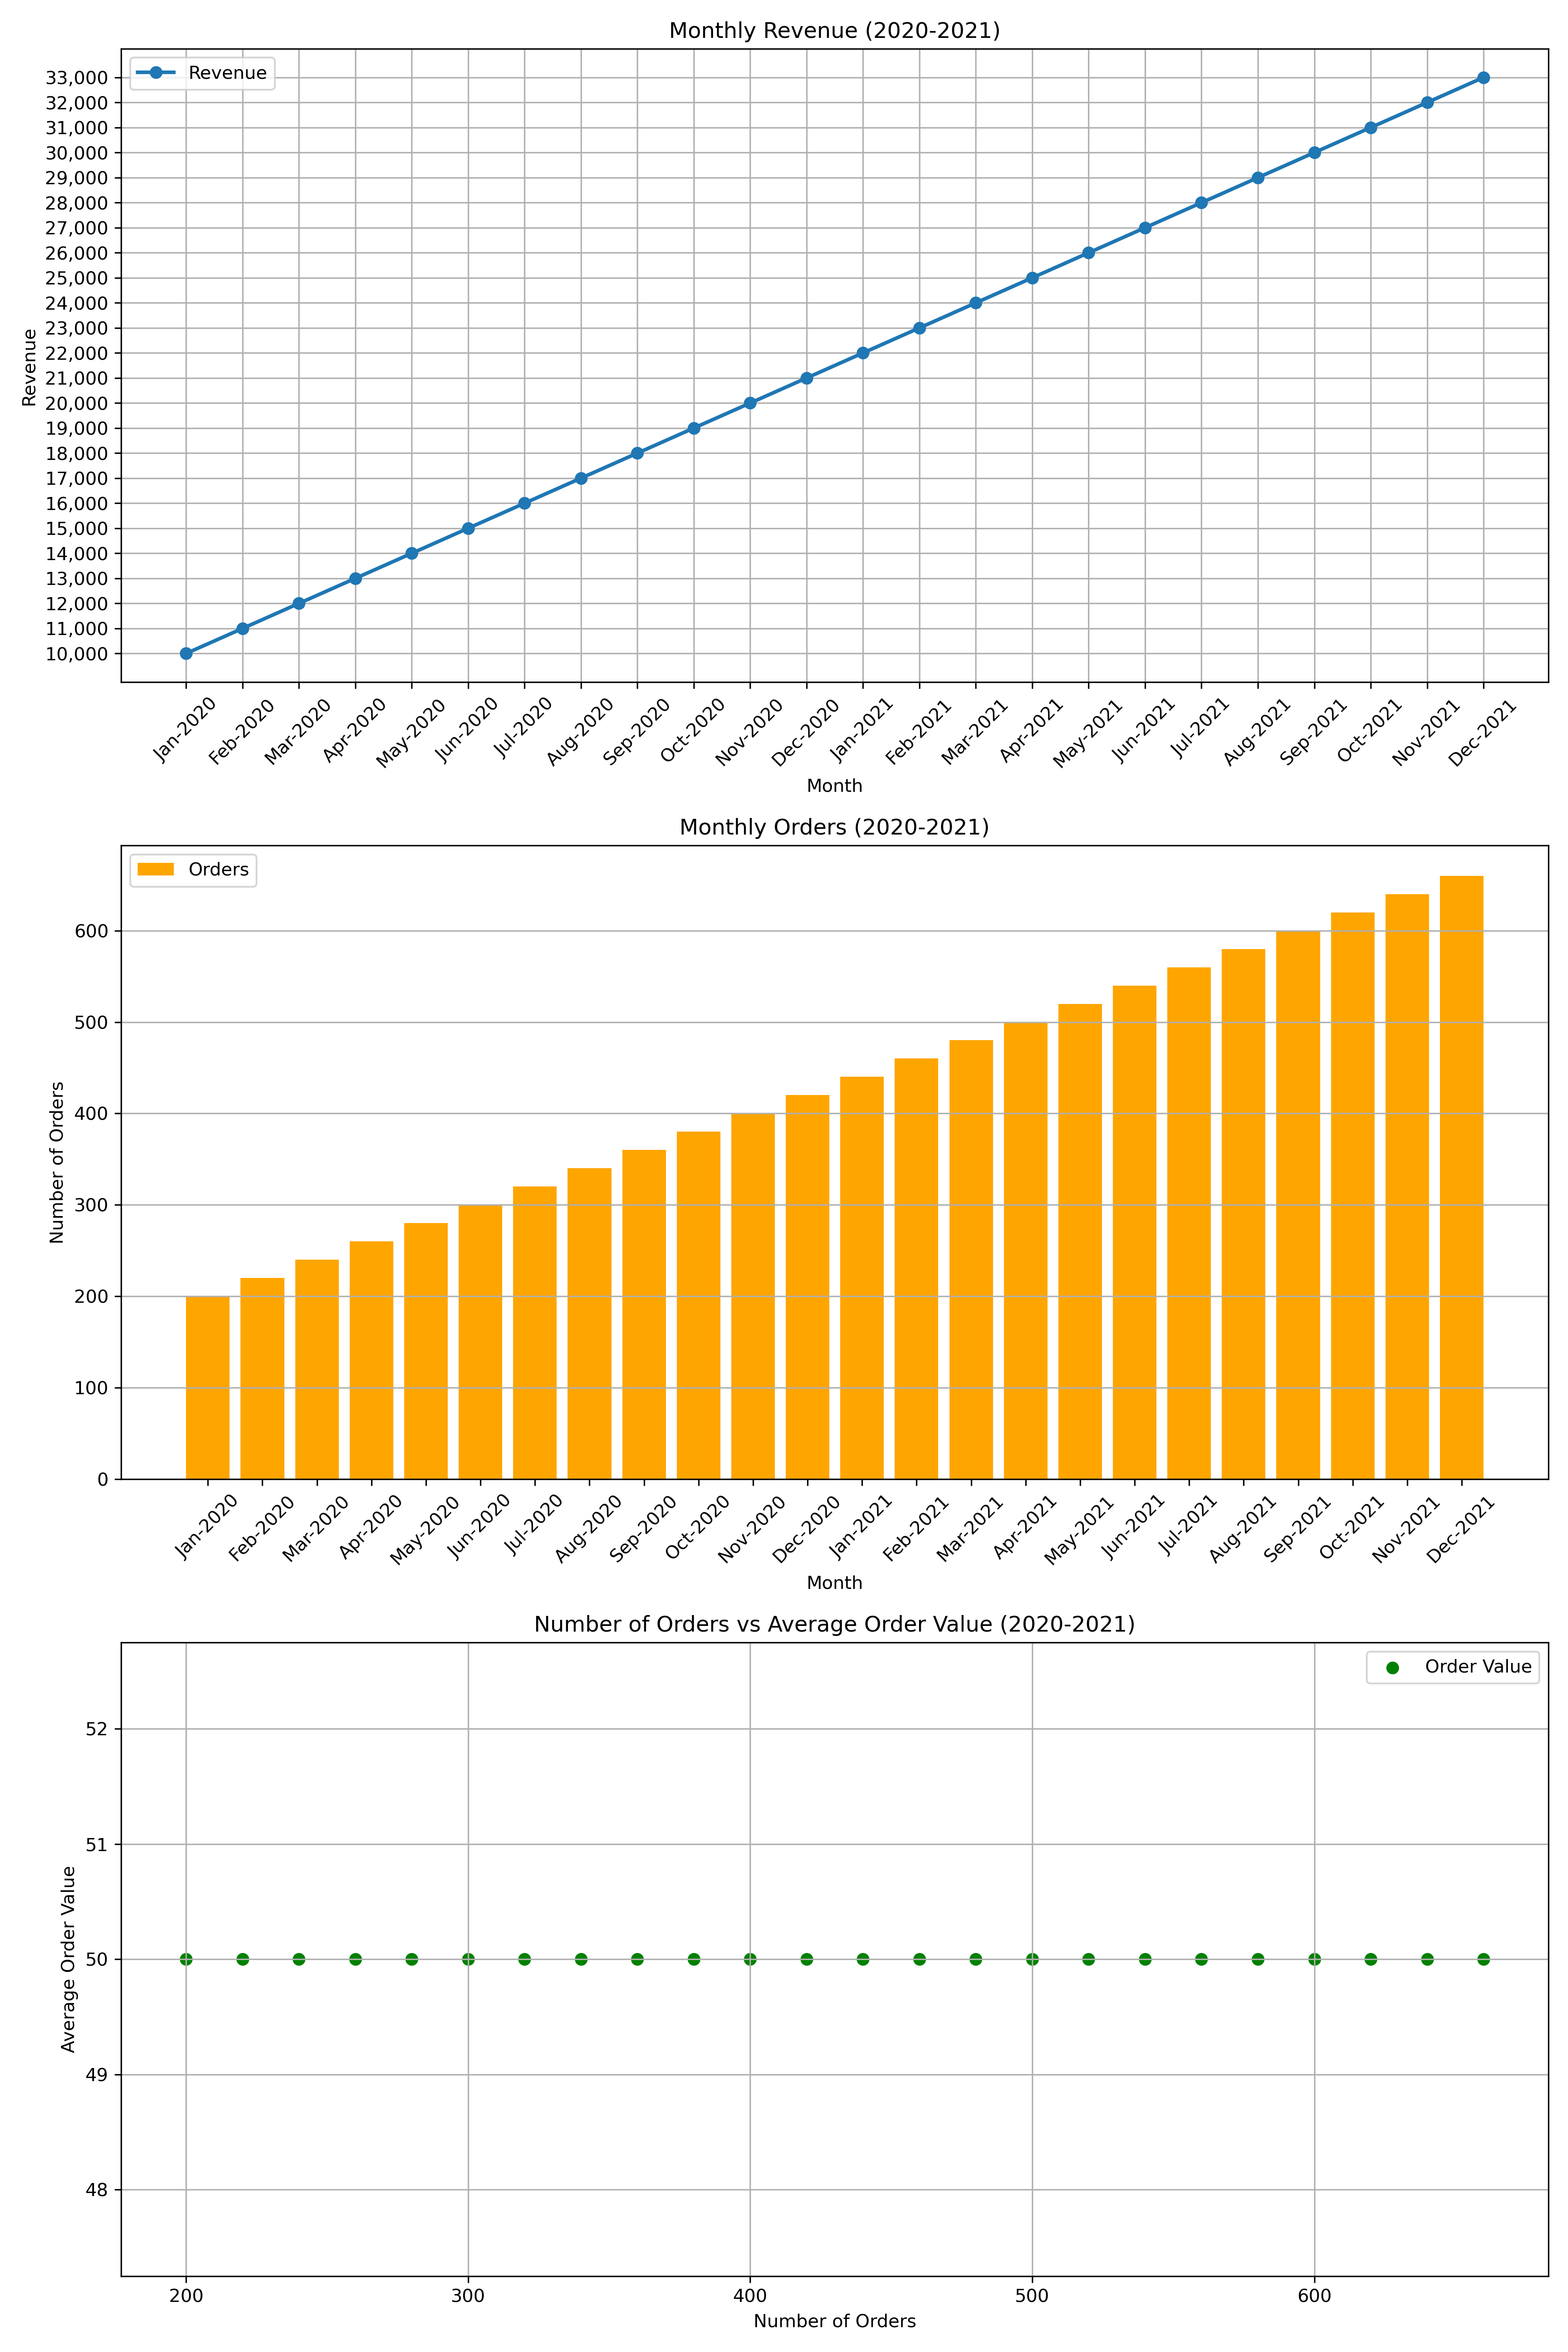 Monthly Revenue (2020-2021)
Revenue
33,000
32,000
31,000
30,000
29,000
28,000
27,000
26,000
25,000
24,000
23,000
22,000
21,000
20,000
19,000
18,000
17,000
16,000
15,000
14,000
13,000
12,000
11,000
10,000
Revenue
Jan-2020
Feb-2020
Mar-2020
Apr-2020
May-2020
Jun-2020
Jul-2020
Aug-2020
Sep-2020
Oct-2020
Nov-2020
Dec-2020
Jan-2021
Feb-2021
Mar-2021
Apr-2021
May-2021
Jun-2021
Jul-2021
Aug-2021
Sep-2021
Oct-2021
Nov-2021
Dec-2021
Month
Monthly Orders (2020-2021)
Orders
600
500
400
300
200
100
0
Number of Orders
Jan-2020
Feb-2020
Mar-2020
Apr-2020
May-2020
Jun-2020
Jul-2020
Aug-2020
Sep-2020
Oct-2020
Nov-2020
Dec-2020
Jan-2021
Feb-2021
Mar-2021
Apr-2021
May-2021
Jun-2021
Jul-2021
Aug-2021
Sep-2021
Oct-2021
Nov-2021
Dec-2021
Month
Number of Orders vs Average Order Value (2020-2021)
Order Value
52
51
50
49
48
Average Order Value
200
300
400
500
600
Number of Orders